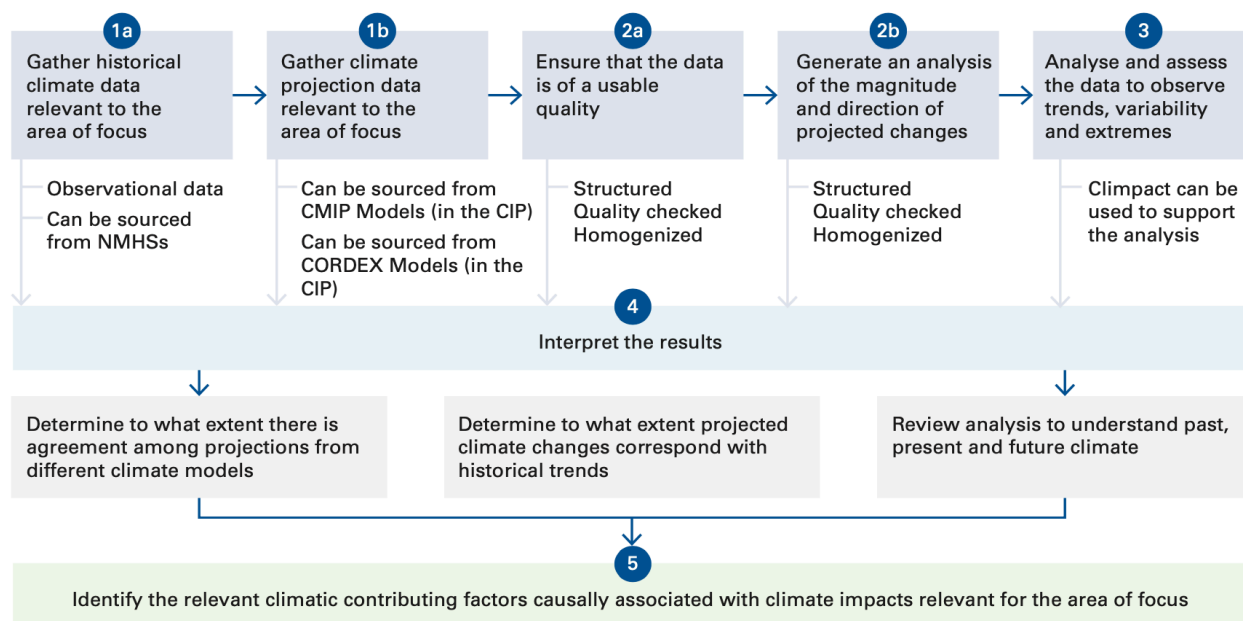 1a
Gather historical
climate data
relevant to the
area of focus
1b
Gather climate
projection data
relevant to the
area of focus
2a
Ensure that the data
is of a usable
quality
2b
Generate an analysis
of the magnitude
and direction of
projected changes
3
Analyse and assess
the data to observe
trends, variability
and extremes
Observational data
Can be sourced
from NMHSs
Can be sourced from
CMIP Models (in the CIP)
Can be sourced from
CORDEX Models (in the
CIP)
Structured
Quality checked
Homogenized
Structured
Quality checked
Homogenized
Climpact can be
used to support
the analysis
4
Interpret the results
Determine to what extent there is
agreement among projections from
different climate models
Determine to what extent projected
climate changes correspond with
historical trends
Review analysis to understand past,
present and future climate
5
Identify the relevant climatic contributing factors causally associated with climate impacts relevant for the area of focus